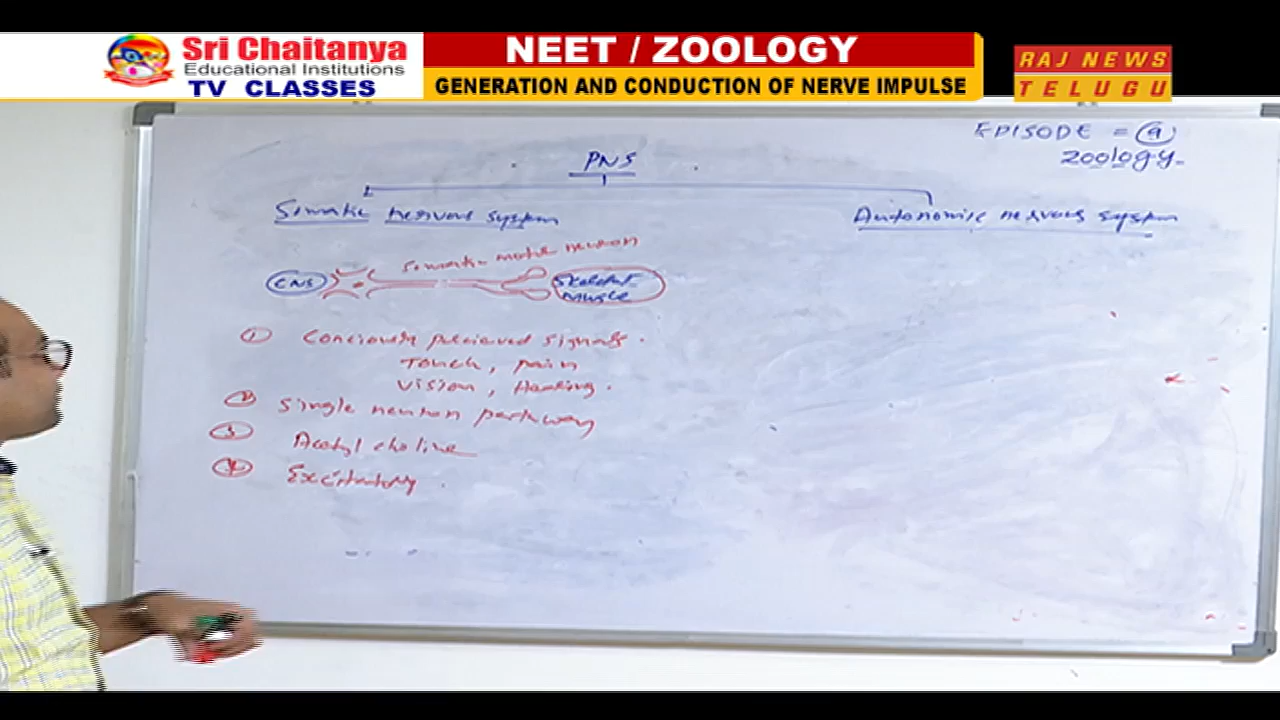 Sri Chaitanya
Educational Institutions
TV CLASSES
NEET / ZOOLOGY
GENERATION AND CONDUCTION OF NERVE IMPULSE
RAJ NEWS
TELUGU
EPISODE = 9
Zoology
PNS
Somatic nervous system
Autonomic nervous system
Somatic motor neuron
CNS
Skeletal muscle
1 Conciously percieved signals.
Touch, pain
Vision, Hearing.
2 Single neuron pathway
3 Acetyl choline
4 Excitatory.